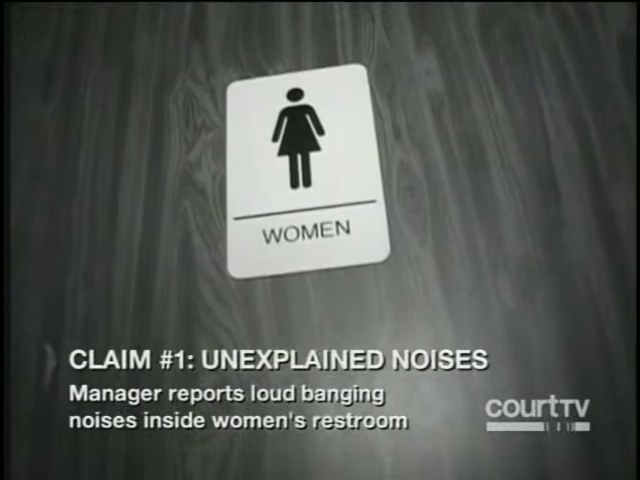 WOMEN
CLAIM #1: UNEXPLAINED NOISES
Manager reports loud banging
noises inside women's restroom
courtTV